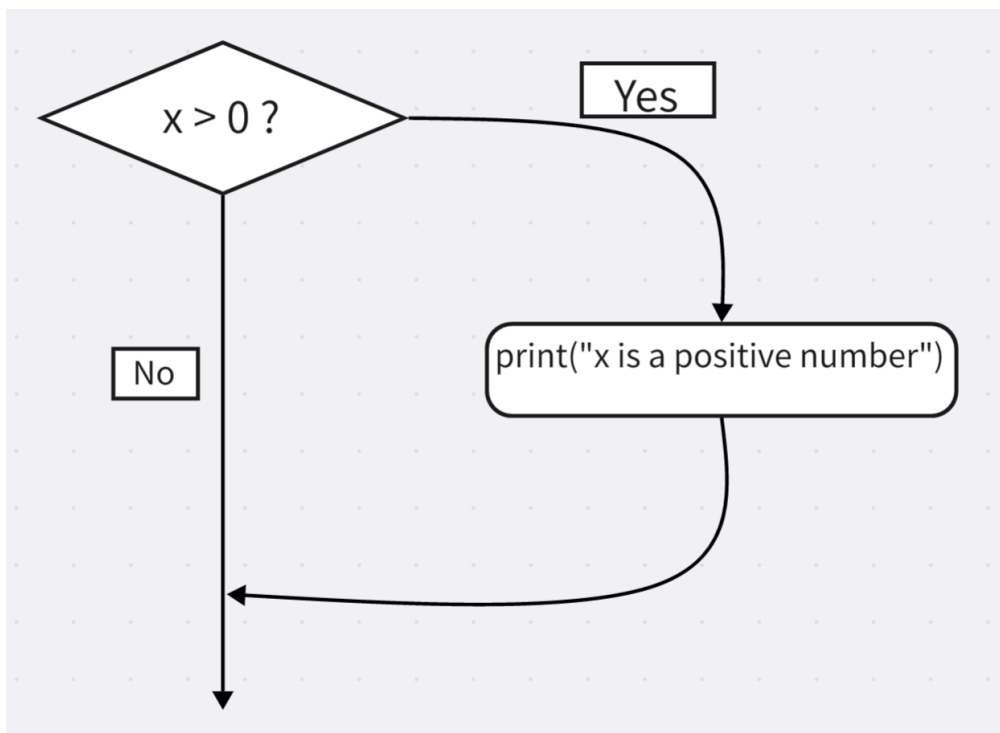 x > 0 ?
Yes
No
print("x is a positive number")